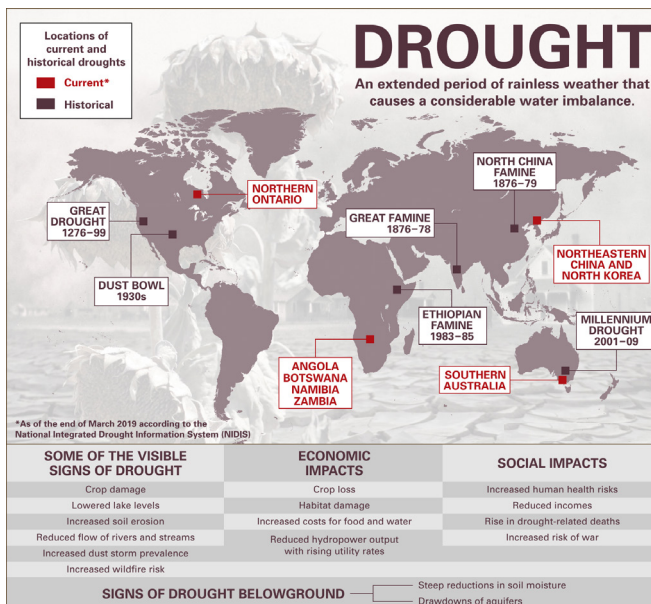 Locations of
current and
historical droughts
Current*
Historical
DROUGHT
An extended period of rainless weather that
causes a considerable water imbalance.
NORTHERN
ONTARIO
GREAT
DROUGHT
1276–99
DUST BOWL
1930s
NORTH CHINA
FAMINE
1876–79
GREAT FAMINE
1876–78
NORTHEASTERN
CHINA AND
NORTH KOREA
ETHIOPIAN
FAMINE
1983–85
MILLENNIUM
DROUGHT
2001–09
ANGOLA
BOTSWANA
NAMIBIA
ZAMBIA
SOUTHERN
AUSTRALIA
*As of the end of March 2019 according to the
National Integrated Drought Information System (NIDIS)
SOME OF THE VISIBLE
SIGNS OF DROUGHT
Crop damage
Lowered lake levels
Increased soil erosion
Reduced flow of rivers and streams
Increased dust storm prevalence
Increased wildfire risk
ECONOMIC
IMPACTS
Crop loss
Habitat damage
Increased costs for food and water
Reduced hydropower output
with rising utility rates
SOCIAL IMPACTS
Increased human health risks
Reduced incomes
Rise in drought-related deaths
Increased risk of war
SIGNS OF DROUGHT BELOWGROUND
Steep reductions in soil moisture
Drawdowns of aquifers